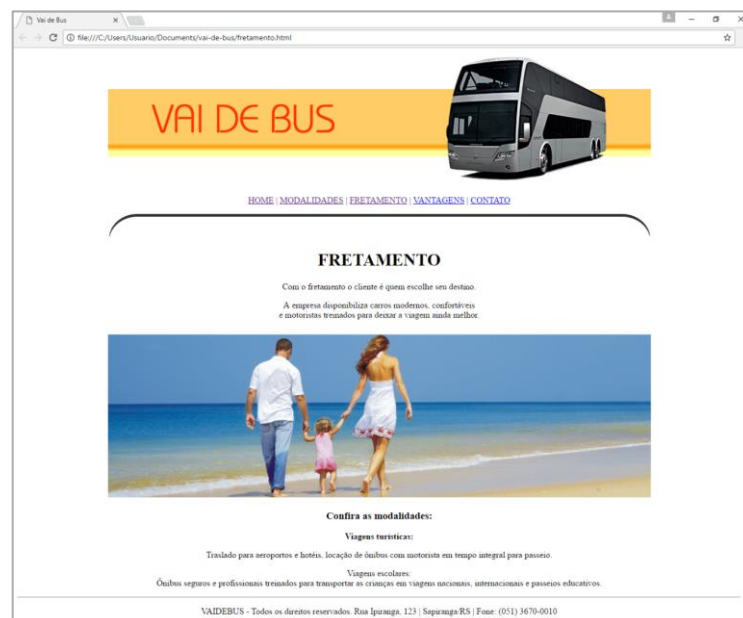 Vai de Bus
file:///C:/Users/Usuario/Documents/vai-de-bus/fretamento.html
VAI DE BUS
HOME | MODALIDADES | FRETAMENTO | VANTAGENS | CONTATO
FRETAMENTO
Com o fretamento o cliente é quem escolhe seu destino.
A empresa disponibiliza carros modernos, confortáveis
e motoristas treinados para deixar a viagem ainda melhor.
Confira as modalidades:
Viagens turísticas:
Traslado para aeroportos e hotéis, locação de ônibus com motorista em tempo integral para passeio.
Viagens escolares:
Ônibus seguros e profissionais treinados para transportar as crianças em viagens nacionais, internacionais e passeios educativos.
VAIDEBUS - Todos os direitos reservados. Rua Ipiranga, 123 | Sapiranga/RS | Fone: (051) 3670-0010